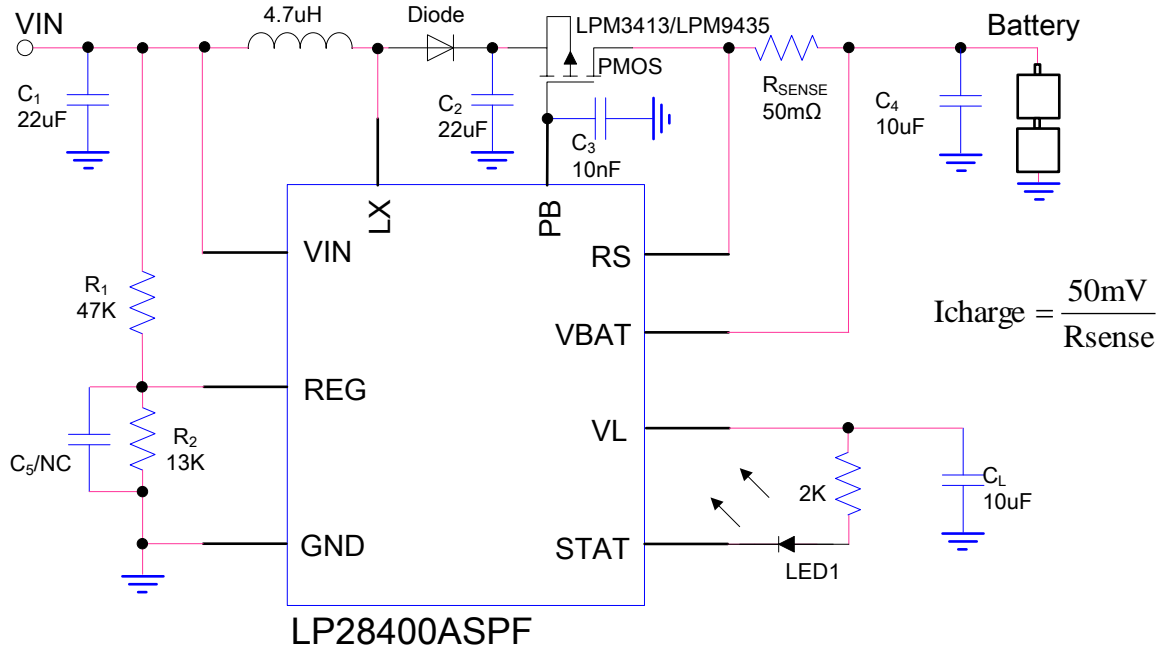 VIN
4.7uH
Diode
LPM3413/LPM9435
Battery
PMOS
C1
22uF
C2
22uF
C3
10nF
RSENSE
50mΩ
C4
10uF
LX
PB
VIN
RS
R1
47K
VBAT
Icharge = 50mV / Rsense
REG
VL
R2
13K
C5/NC
2K
CL
10uF
GND
STAT
LED1
LP28400ASPF